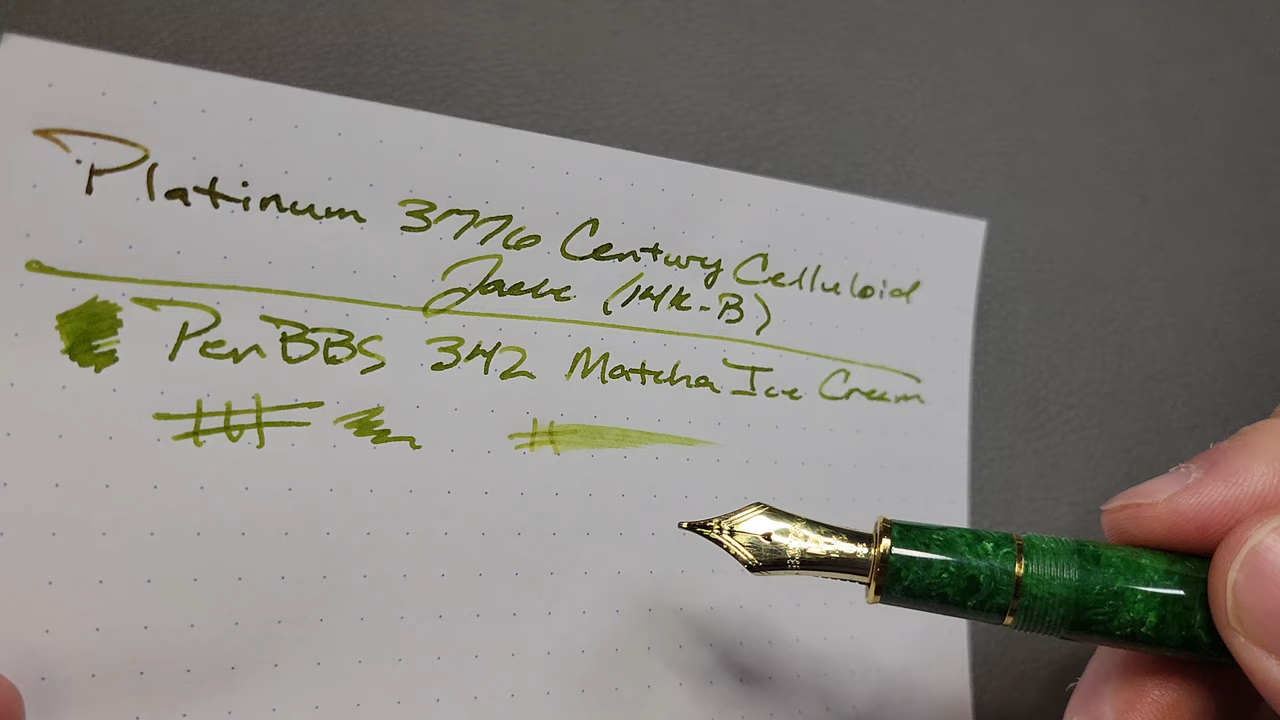 Platinum 3776 Century Celluloid
Jade (14K-B)
PenBBS 342 Matcha Ice Cream